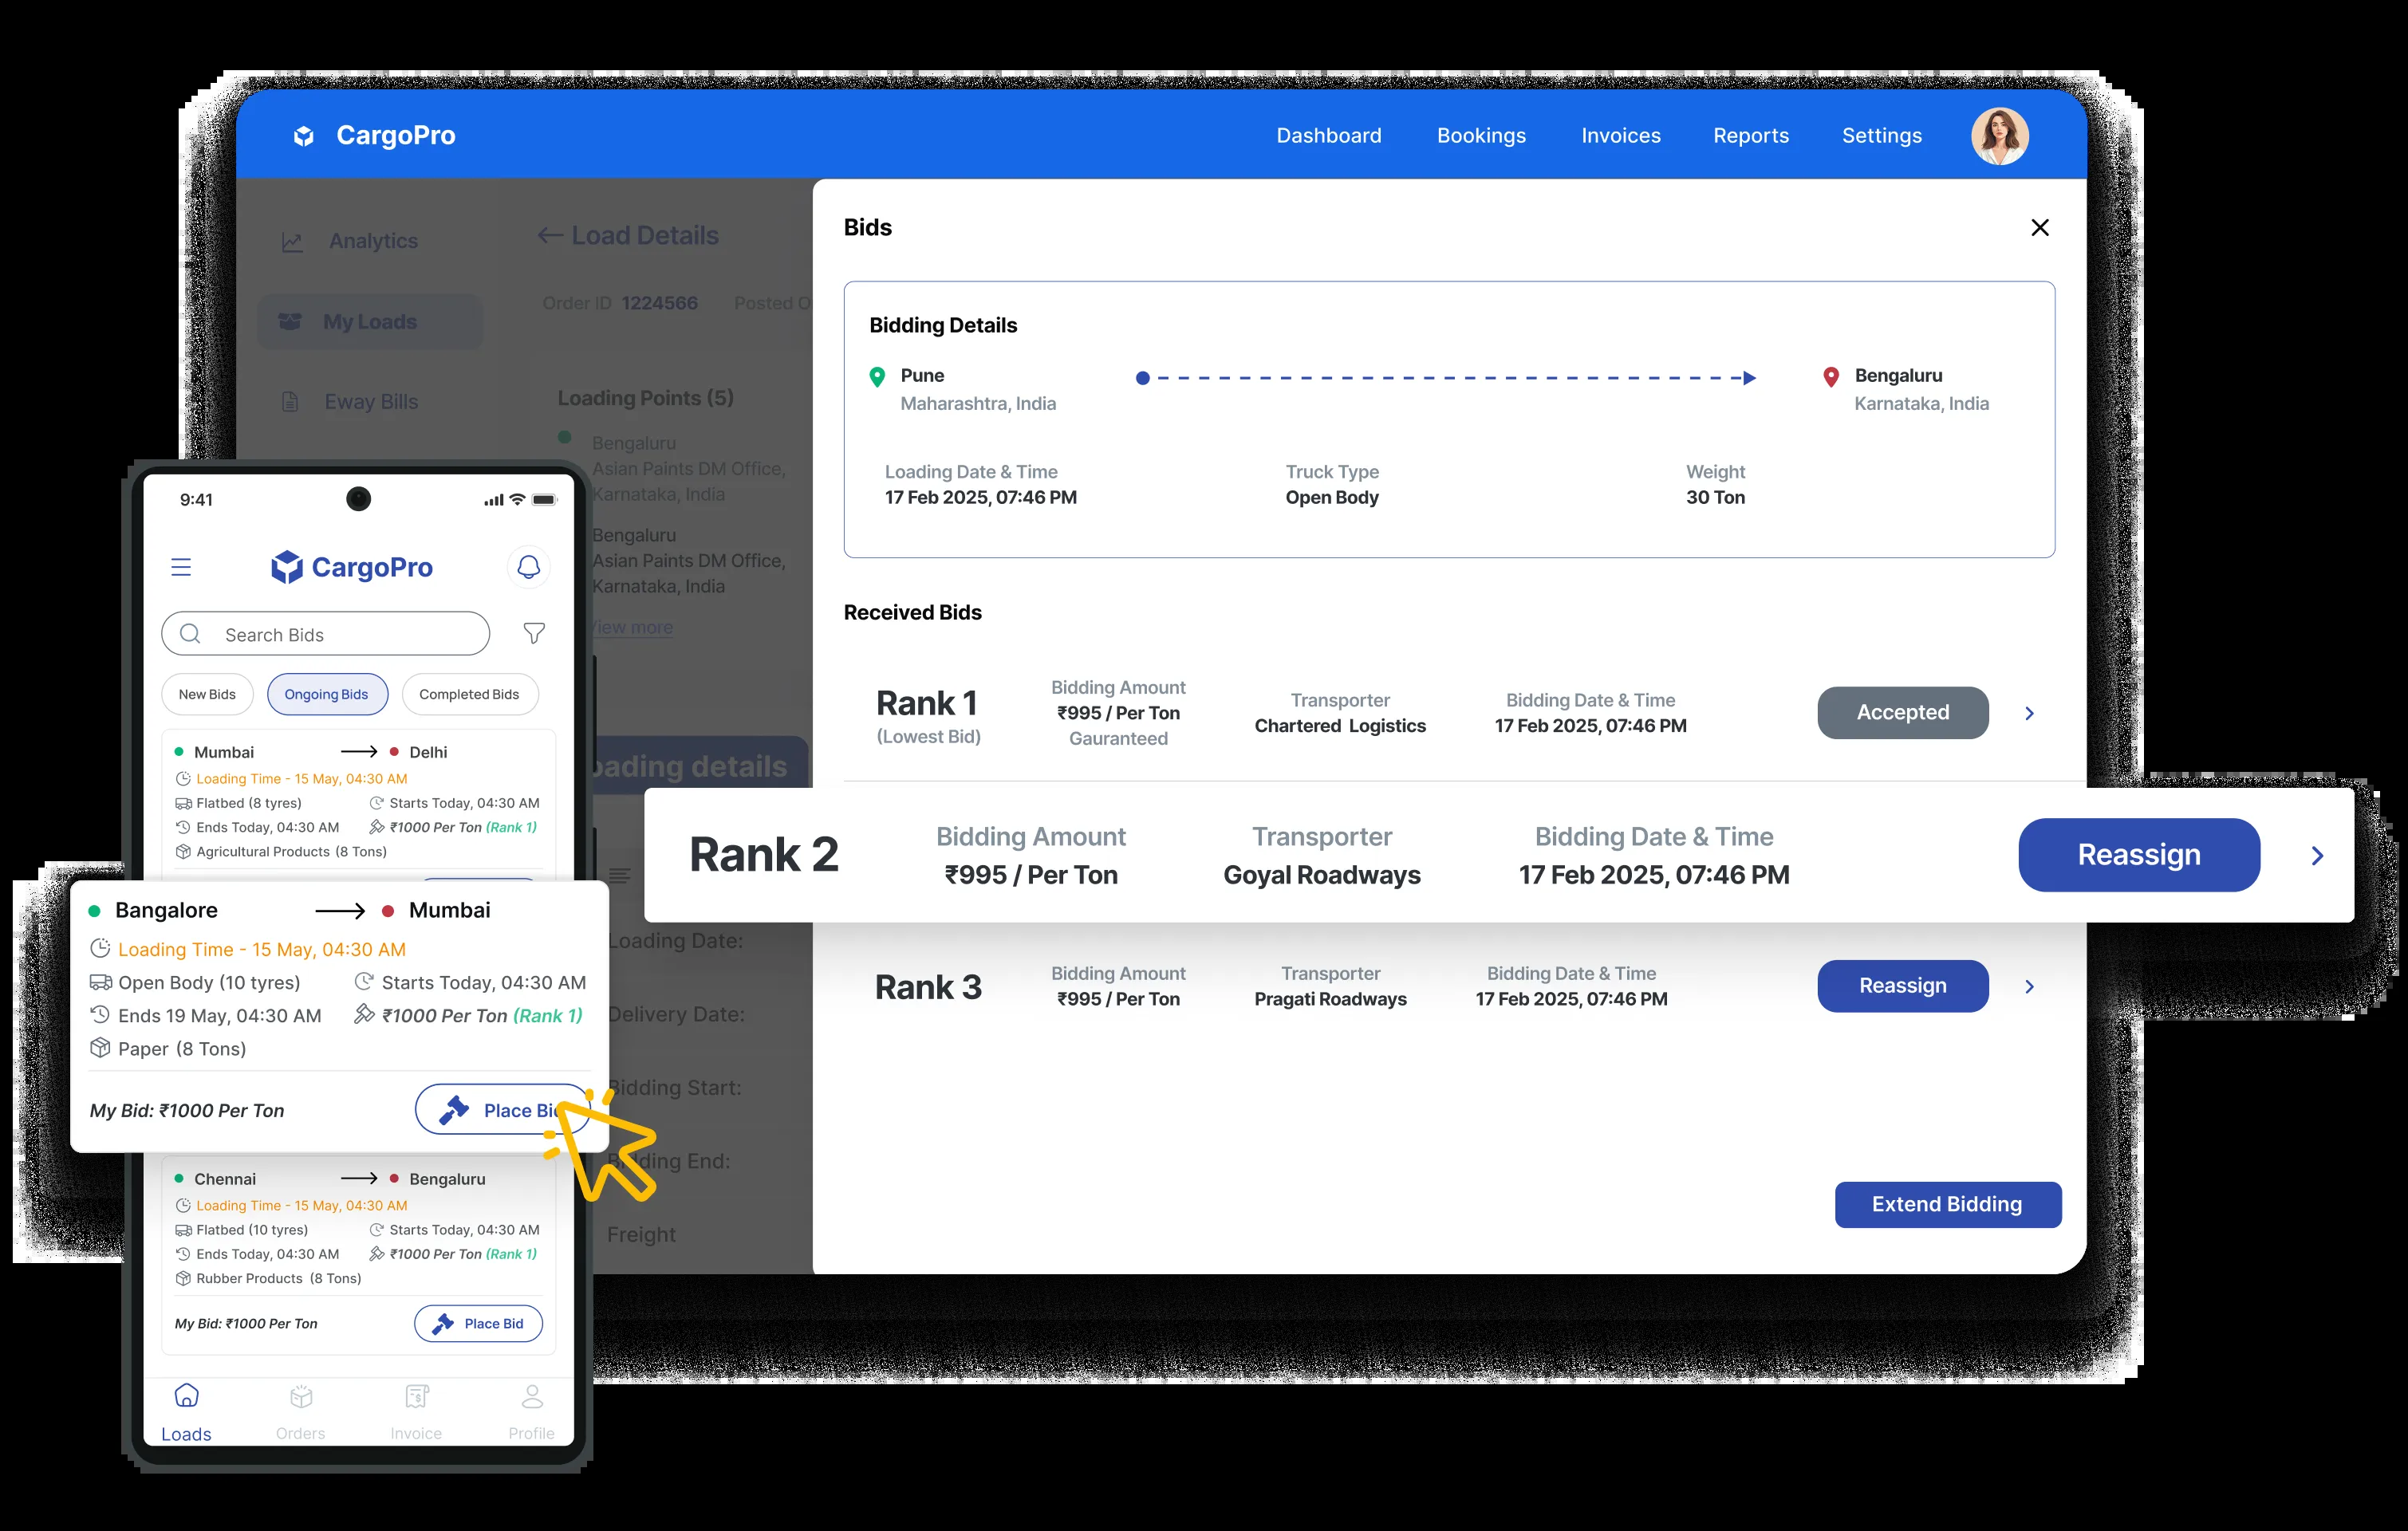 CargoPro
Dashboard
Bookings
Invoices
Reports
Settings
Analytics
My Loads
Eway Bills
Load Details
Order ID 1224566
Posted
Loading Points (5)
Bengaluru
Asian Paints DM Office,
Karnataka, India
Bengaluru
Asian Paints DM Office,
Karnataka, India
View more
details
Loading Date:
Delivery Date:
Bidding Start:
Bidding End:
Freight
Bids
Bidding Details
Pune
Maharashtra, India
Bengaluru
Karnataka, India
Loading Date & Time
17 Feb 2025, 07:46 PM
Truck Type
Open Body
Weight
30 Ton
Received Bids
Rank 1
(Lowest Bid)
Bidding Amount
₹995 / Per Ton
Gauranteed
Transporter
Chartered Logistics
Bidding Date & Time
17 Feb 2025, 07:46 PM
Accepted
Rank 2
Bidding Amount
₹995 / Per Ton
Transporter
Goyal Roadways
Bidding Date & Time
17 Feb 2025, 07:46 PM
Reassign
Rank 3
Bidding Amount
₹995 / Per Ton
Transporter
Pragati Roadways
Bidding Date & Time
17 Feb 2025, 07:46 PM
Reassign
Extend Bidding
9:41
CargoPro
Search Bids
New Bids
Ongoing Bids
Completed Bids
Mumbai
Delhi
Loading Time - 15 May, 04:30 AM
Flatbed (8 tyres)
Starts Today, 04:30 AM
Ends Today, 04:30 AM
₹1000 Per Ton (Rank 1)
Agricultural Products (8 Tons)
Bangalore
Mumbai
Loading Time - 15 May, 04:30 AM
Open Body (10 tyres)
Starts Today, 04:30 AM
Ends 19 May, 04:30 AM
₹1000 Per Ton (Rank 1)
Paper (8 Tons)
My Bid: ₹1000 Per Ton
Place Bid
Chennai
Bengaluru
Loading Time - 15 May, 04:30 AM
Flatbed (10 tyres)
Starts Today, 04:30 AM
Ends Today, 04:30 AM
₹1000 Per Ton (Rank 1)
Rubber Products (8 Tons)
My Bid: ₹1000 Per Ton
Place Bid
Loads
Orders
Invoice
Profile